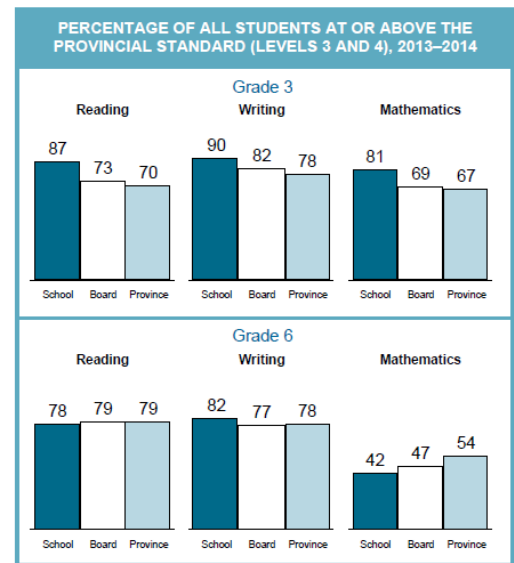 PERCENTAGE OF ALL STUDENTS AT OR ABOVE THE
PROVINCIAL STANDARD (LEVELS 3 AND 4), 2013–2014
Grade 3
Reading Writing Mathematics
87 73 70 90 82 78 81 69 67
School Board Province School Board Province School Board Province
Grade 6
Reading Writing Mathematics
78 79 79 82 77 78 42 47 54
School Board Province School Board Province School Board Province